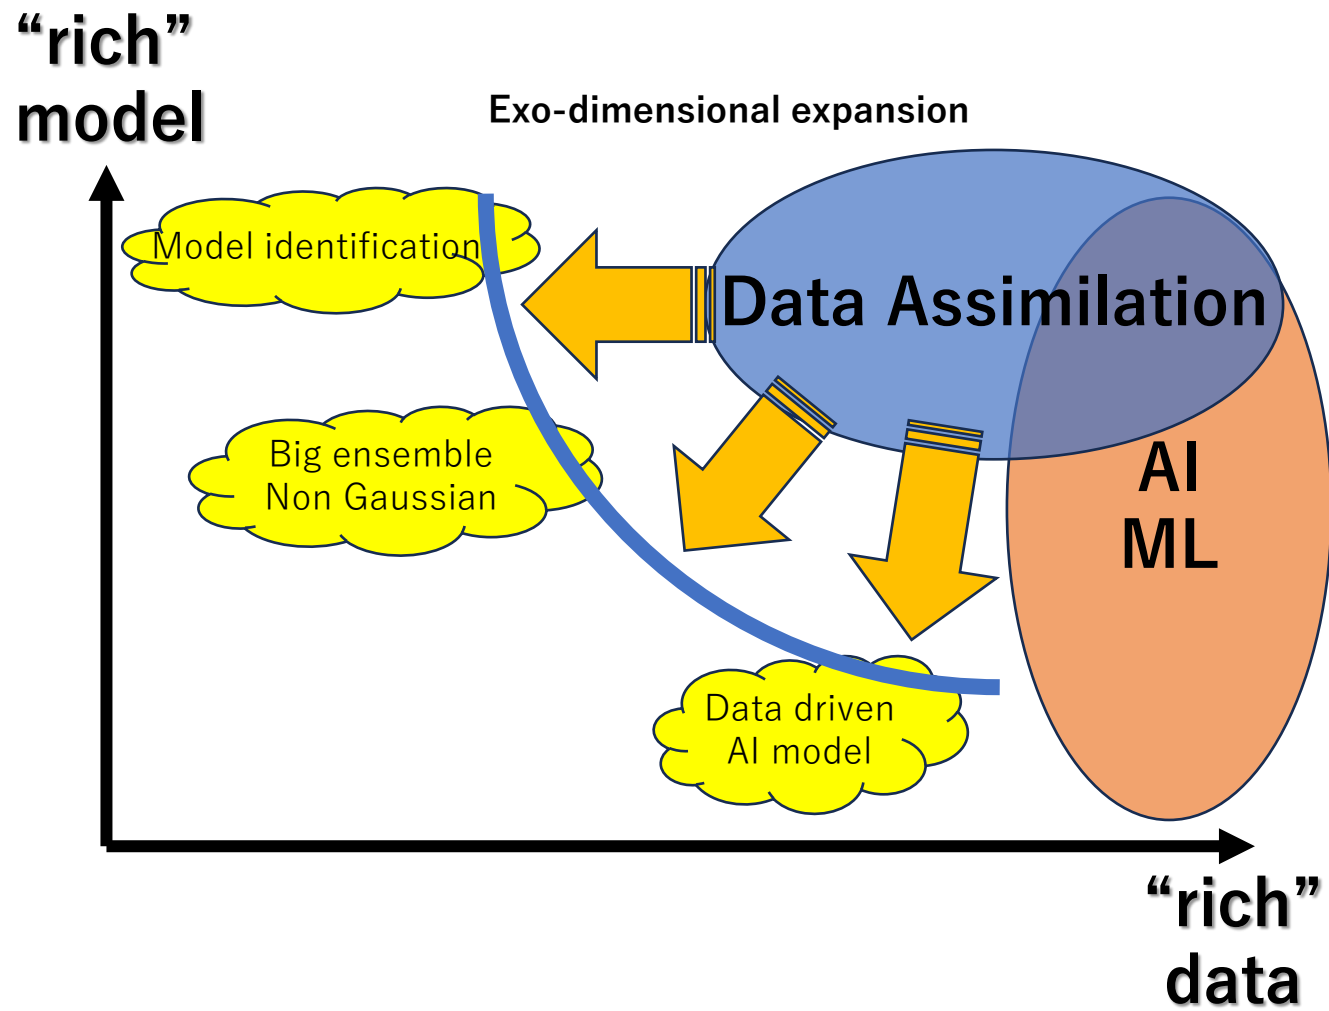 “rich”
model
Exo-dimensional expansion
Model identification
Data Assimilation
Big ensemble
Non Gaussian
AI
ML
Data driven
AI model
“rich”
data